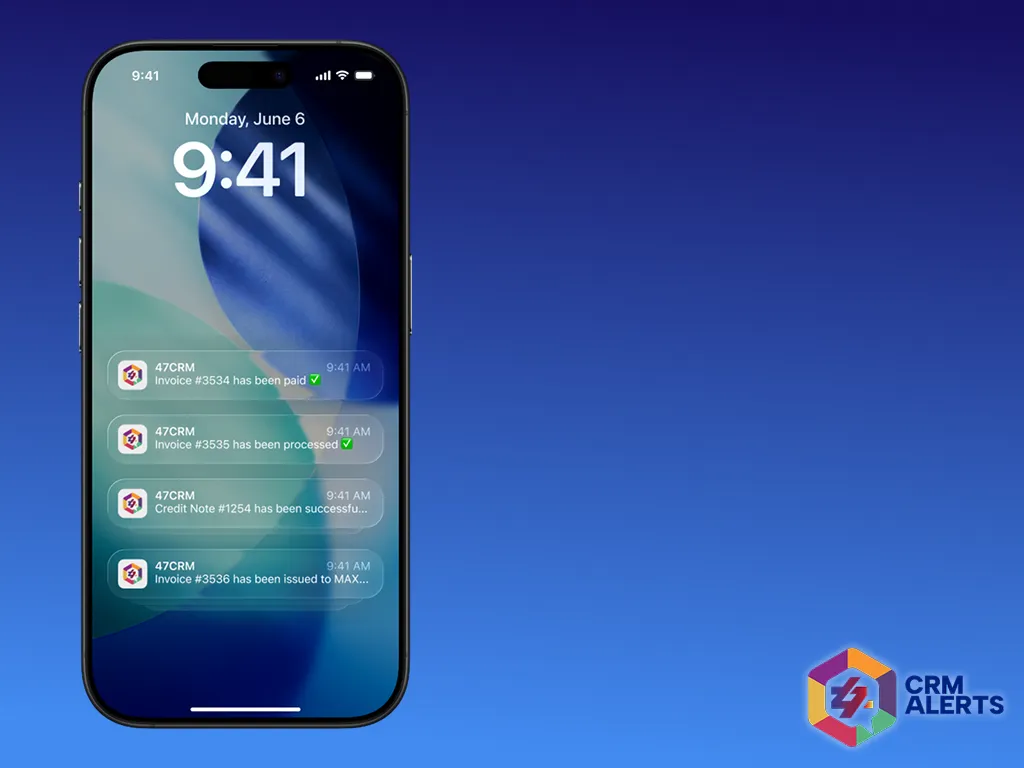 9:41
Monday, June 6
9:41
47CRM 9:41 AM
Invoice #3534 has been paid ✅
47CRM 9:41 AM
Invoice #3535 has been processed ✅
47CRM 9:41 AM
Credit Note #1254 has been successfu...
47CRM 9:41 AM
Invoice #3536 has been issued to MAX...
CRM
ALERTS